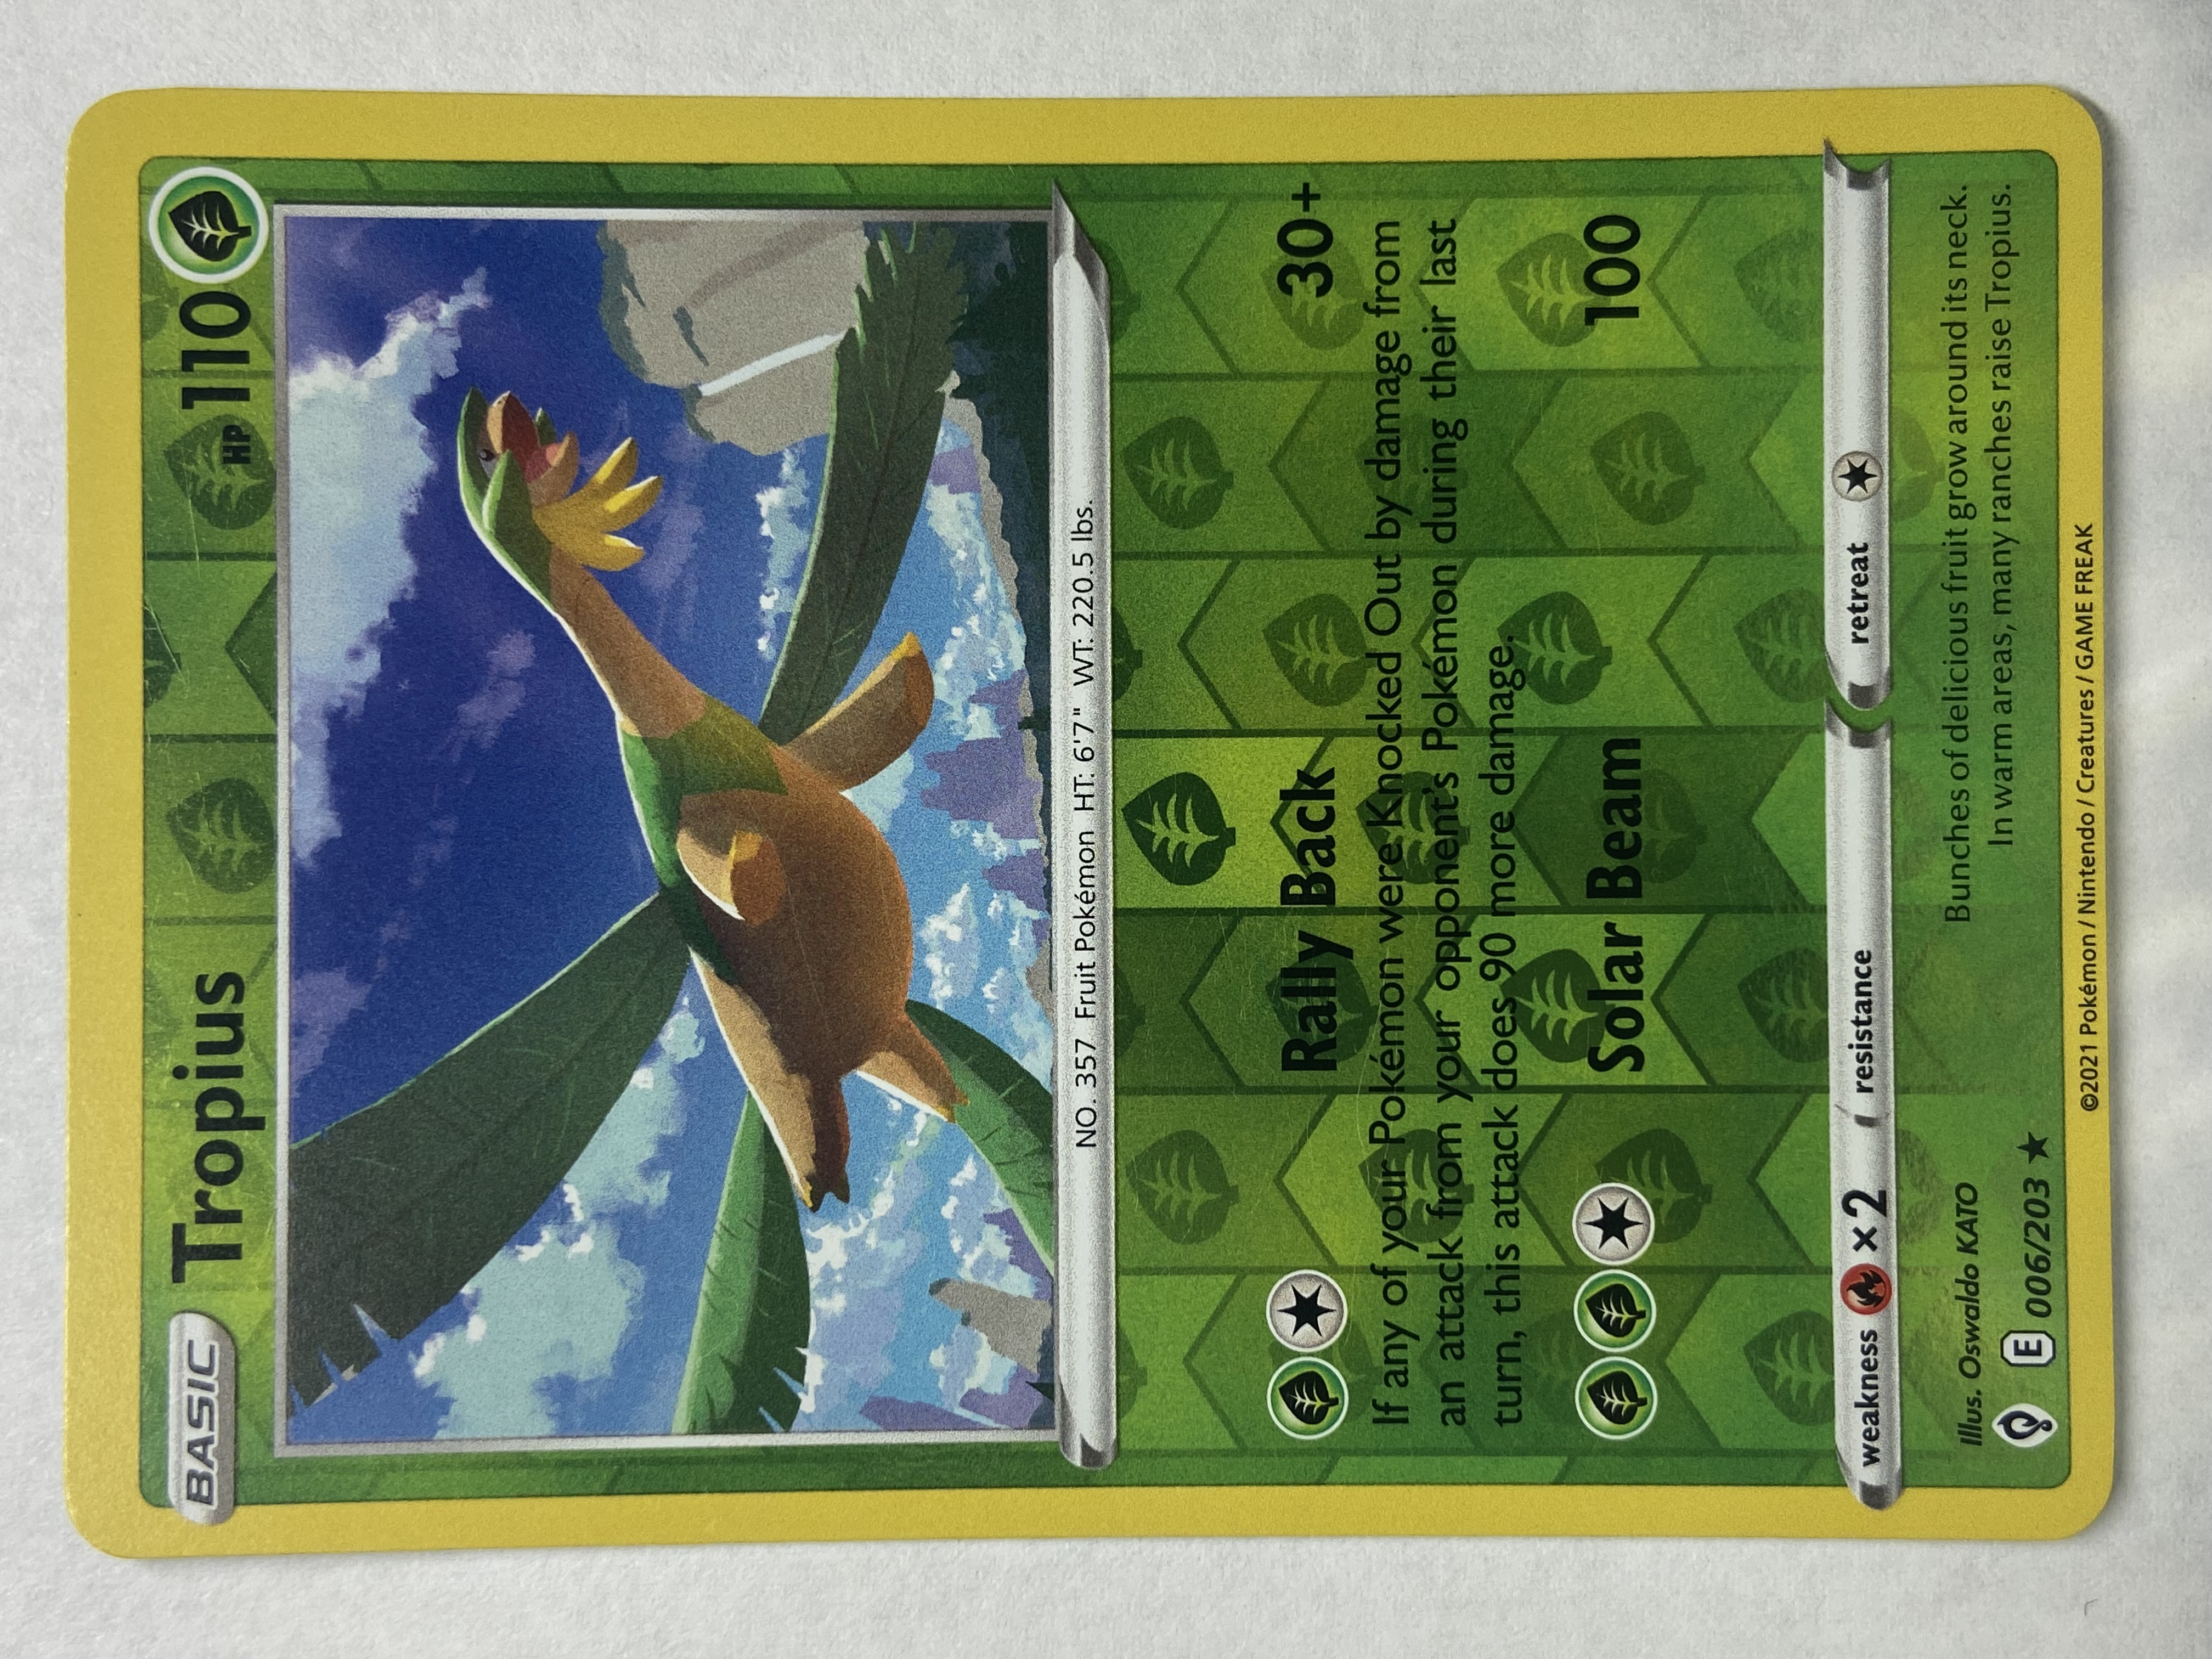 BASIC Tropius HP 110
NO. 357 Fruit Pokémon HT: 6'7" WT: 220.5 lbs.
Rally Back 30+
If any of your Pokémon were Knocked Out by damage from
an attack from your opponent's Pokémon during their last
turn, this attack does 90 more damage.
Solar Beam 100
weakness ×2 resistance retreat
Illus. Oswaldo KATO
Bunches of delicious fruit grow around its neck.
In warm areas, many ranches raise Tropius.
E 006/203 ★
©2021 Pokémon / Nintendo / Creatures / GAME FREAK